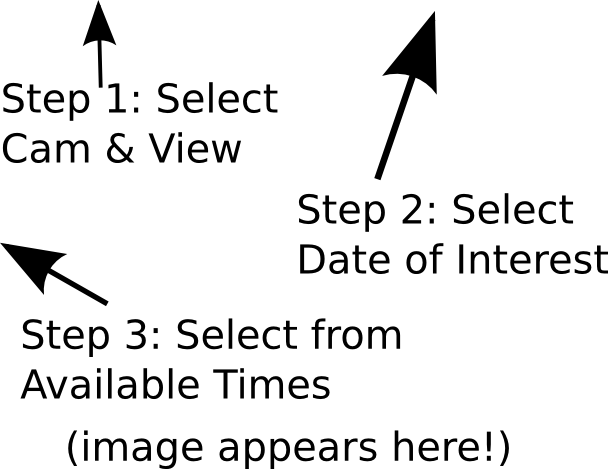 Step 1: Select
Cam & View
Step 2: Select
Date of Interest
Step 3: Select from
Available Times
(image appears here!)